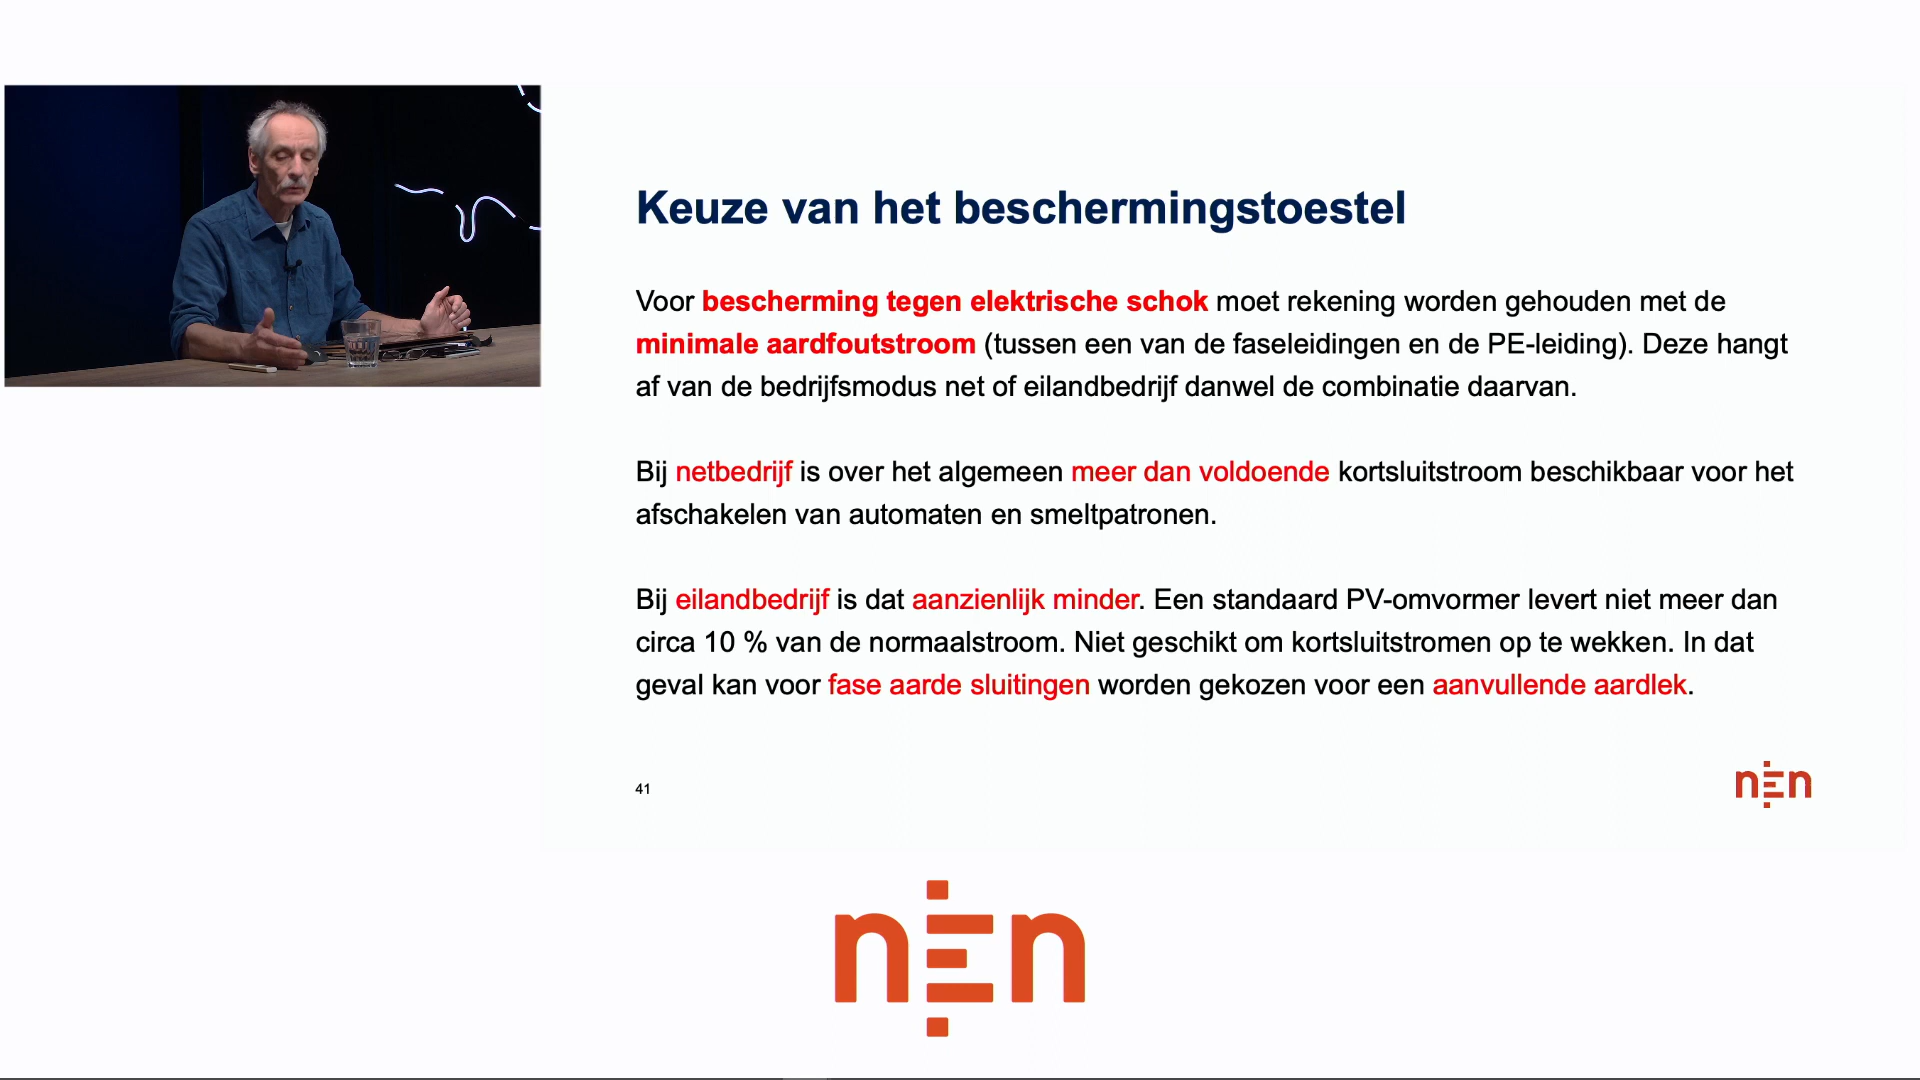 Keuze van het beschermingstoestel
Voor bescherming tegen elektrische schok moet rekening worden gehouden met de
minimale aardfoutstroom (tussen een van de faseleidingen en de PE-leiding). Deze hangt
af van de bedrijfsmodus net of eilandbedrijf danwel de combinatie daarvan.
Bij netbedrijf is over het algemeen meer dan voldoende kortsluitstroom beschikbaar voor het
afschakelen van automaten en smeltpatronen.
Bij eilandbedrijf is dat aanzienlijk minder. Een standaard PV-omvormer levert niet meer dan
circa 10 % van de normaalstroom. Niet geschikt om kortsluitstromen op te wekken. In dat
geval kan voor fase aarde sluitingen worden gekozen voor een aanvullende aardlek.
41
nen
nen